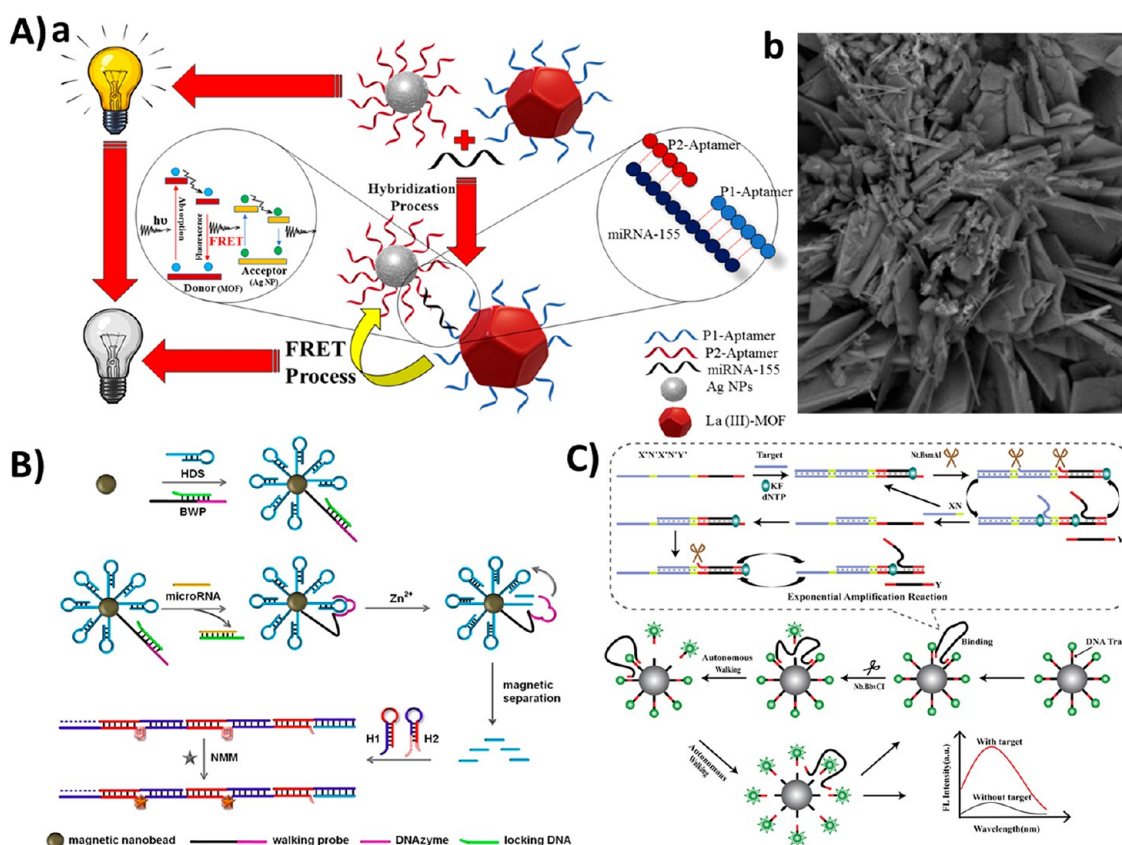 A) a
b
P2-Aptamer
P1-Aptamer
miRNA-155
Hybridization
Process
hυ
Absorption
Fluorescence
FRET
Donor (MOF)
Acceptor
(Ag NP)
FRET
Process
P1-Aptamer
P2-Aptamer
miRNA-155
Ag NPs
La (III)-MOF
B)
HDS
BWP
microRNA
Zn2+
magnetic
separation
H1
H2
NMM
magnetic nanobead
walking probe
DNAzyme
locking DNA
C)
X'N'X'N'Y'
Target
KF
dNTP
Nt.BsmAI
XN
Y
Y
Exponential Amplification Reaction
Binding
DNA Tra
Autonomous
Walking
Nb.BbvCI
Autonomous
Walking
FL Intensity(a.u.)
With target
Without target
Wavelength(nm)